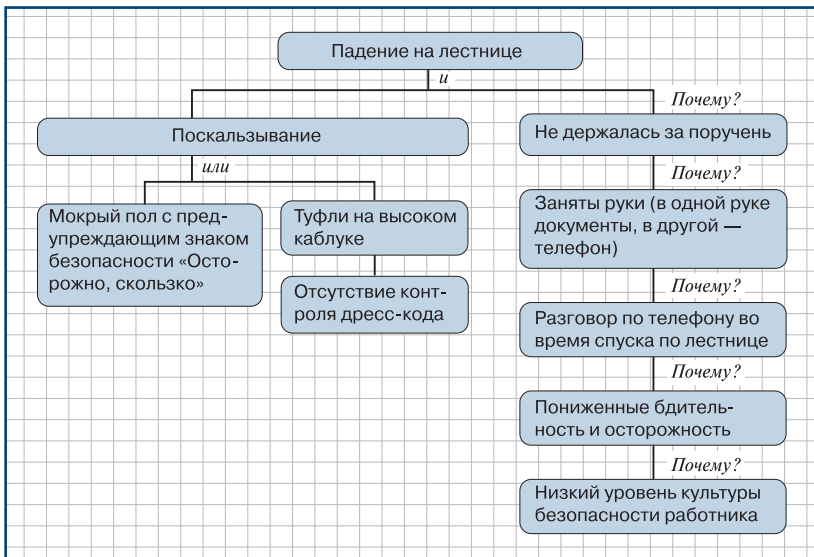 Падение на лестнице
и
Поскальзывание
или
Мокрый пол с пред-
упреждающим знаком
безопасности «Осто-
рожно, скользко»
Туфли на высоком
каблуке
Отсутствие конт-
роля дресс-кода
Почему?
Не держалась за поручень
Почему?
Заняты руки (в одной руке
документы, в другой —
телефон)
Почему?
Разговор по телефону во
время спуска по лестнице
Почему?
Пониженные бдитель-
ность и осторожность
Почему?
Низкий уровень культуры
безопасности работника